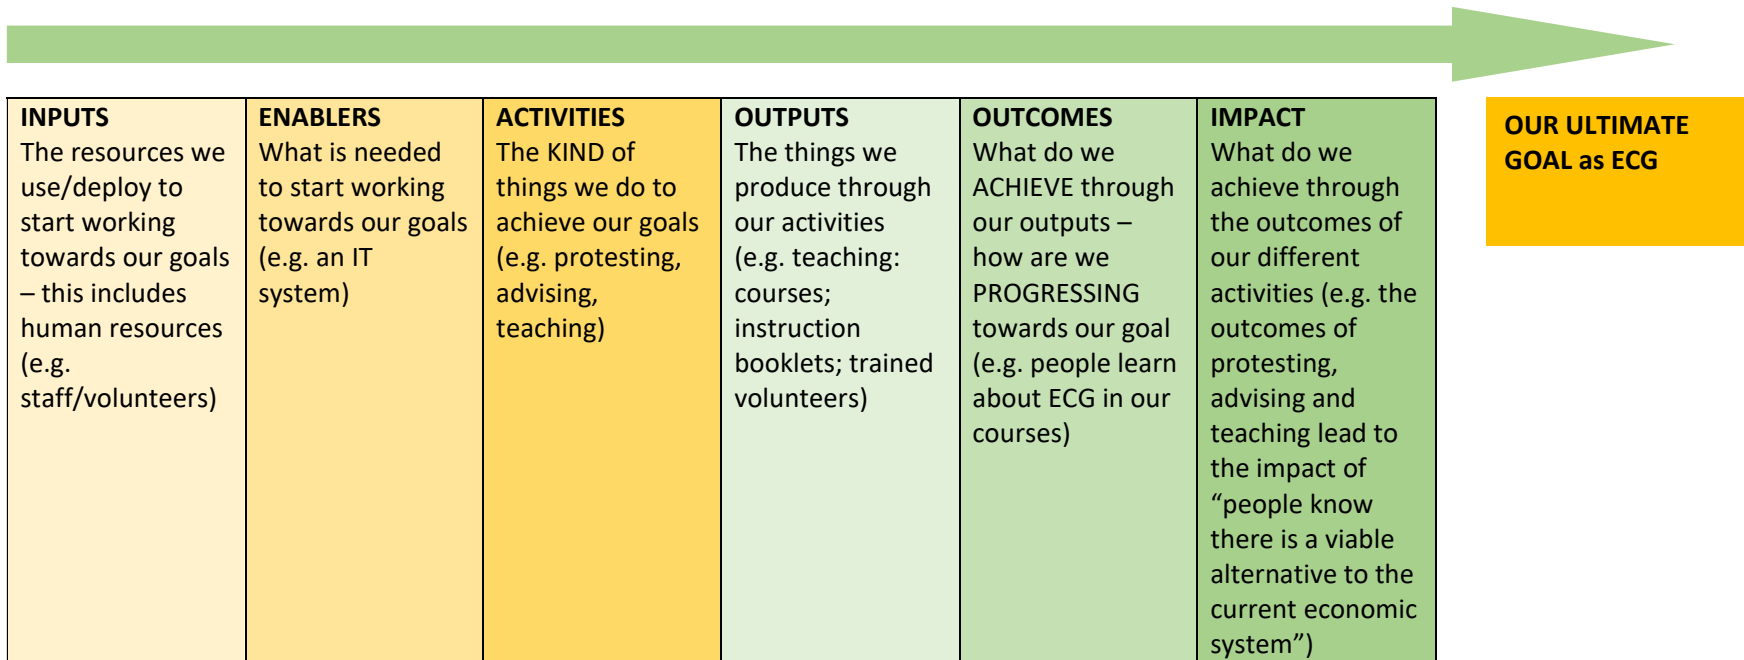 INPUTS
The resources we
use/deploy to
start working
towards our goals
– this includes
human resources
(e.g.
staff/volunteers)
ENABLERS
What is needed
to start working
towards our goals
(e.g. an IT
system)
ACTIVITIES
The KIND of
things we do to
achieve our goals
(e.g. protesting,
advising,
teaching)
OUTPUTS
The things we
produce through
our activities
(e.g. teaching:
courses;
instruction
booklets; trained
volunteers)
OUTCOMES
What do we
ACHIEVE through
our outputs –
how are we
PROGRESSING
towards our goal
(e.g. people learn
about ECG in our
courses)
IMPACT
What do we
achieve through
the outcomes of
our different
activities (e.g. the
outcomes of
protesting,
advising and
teaching lead to
the impact of
“people know
there is a viable
alternative to the
current economic
system”)
OUR ULTIMATE
GOAL as ECG